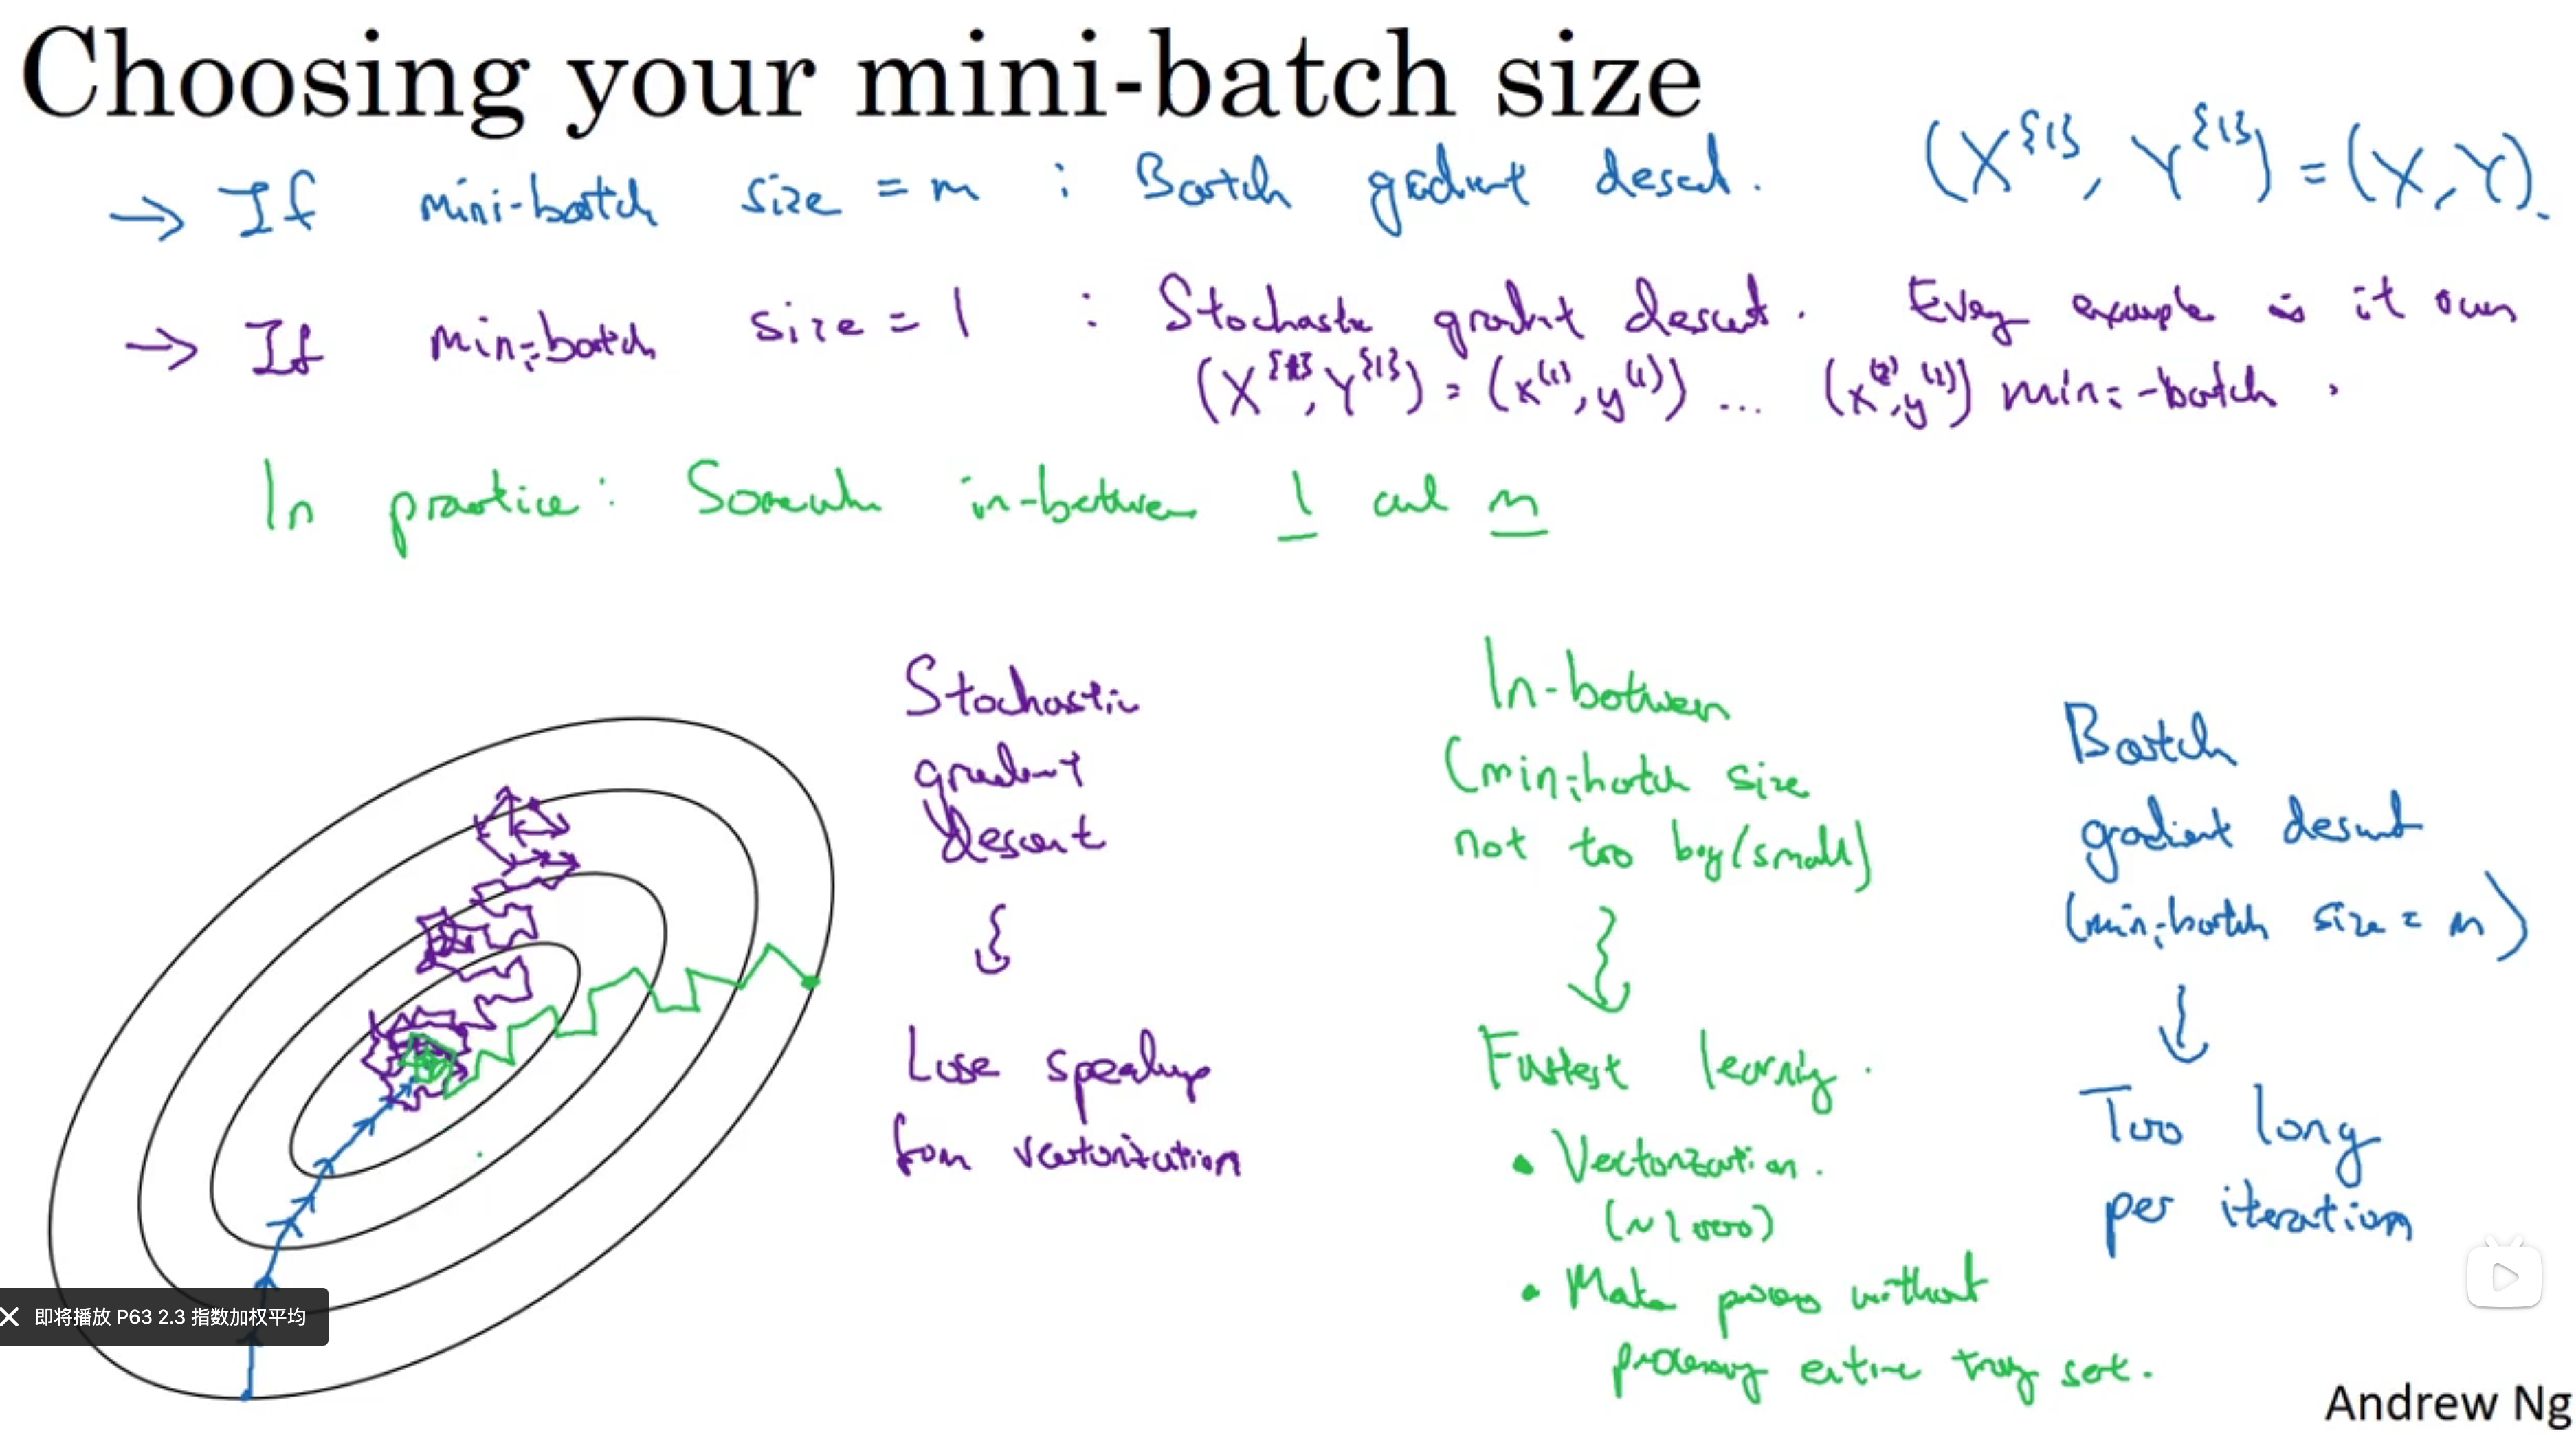 Choosing your mini-batch size
→ If mini-batch size = m : Batch gradient descent. (X^{1}, Y^{1}) = (X, Y).
→ If mini-batch size = 1 : Stochastic gradient descent. Every example is it own
(X^{1}, Y^{1}) = (x^(1), y^(1)) ... (x^(2), y^(2)) mini-batch.
In practice: Somewhere in-between 1 and m
Stochastic
gradient
descent
Lose speedup
from vectorization
In-between
(mini-batch size
not too big/small)
Fastest learning.
• Vectorization.
(~1000)
• Make progress without
processing entire training set.
Batch
gradient descent
(mini-batch size = m)
Too long
per iteration
即将播放 P63 2.3 指数加权平均
Andrew Ng